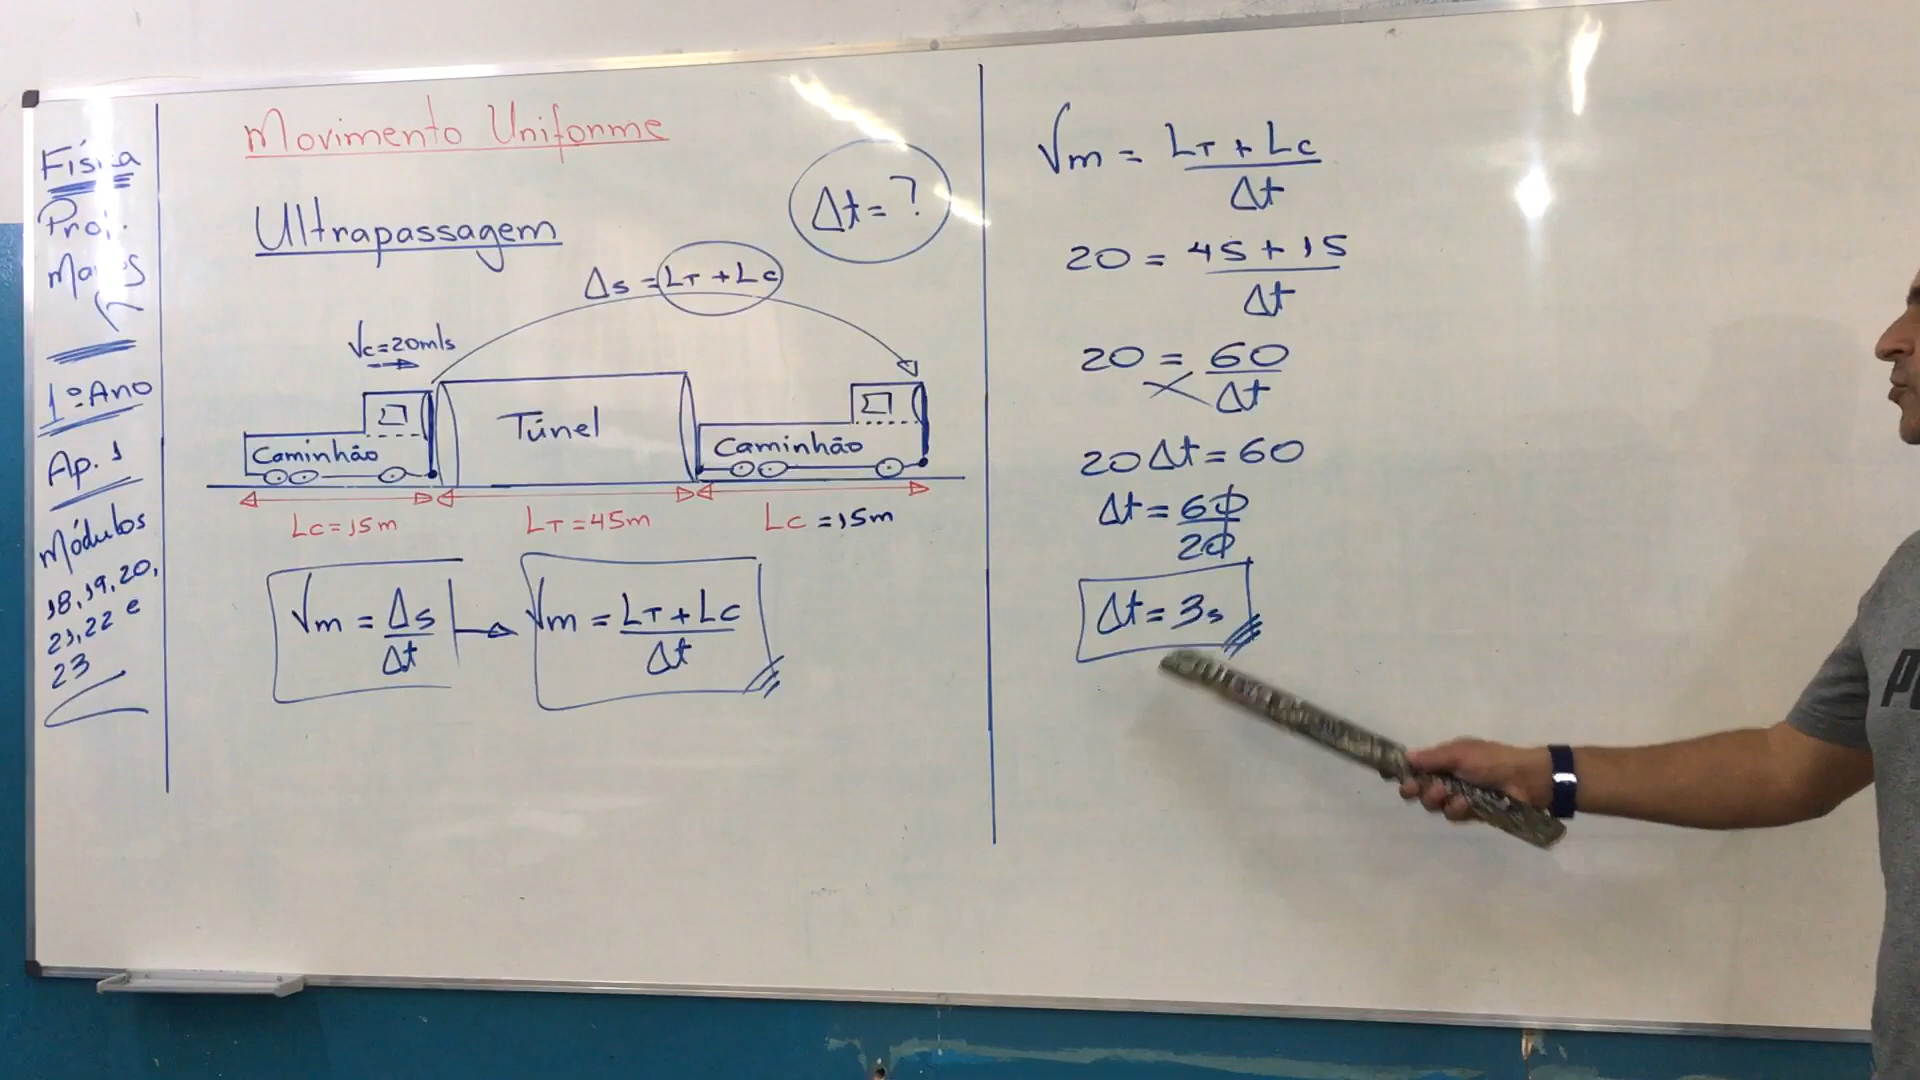 Física
Prof.
Marcos
1º Ano
Ap. 1
Módulos
18, 19, 20,
21, 22 e
23
Movimento Uniforme
Ultrapassagem
Δt = ?
Δs = LT + LC
Vc = 20m/s
Caminhão
Túnel
Caminhão
LC = 15m
LT = 45m
LC = 15m
Vm = Δs/Δt
Vm = LT + LC/Δt
Vm = LT + LC/Δt
20 = 45 + 15/Δt
20 = 60/Δt
20Δt = 60
Δt = 60/20
Δt = 3s